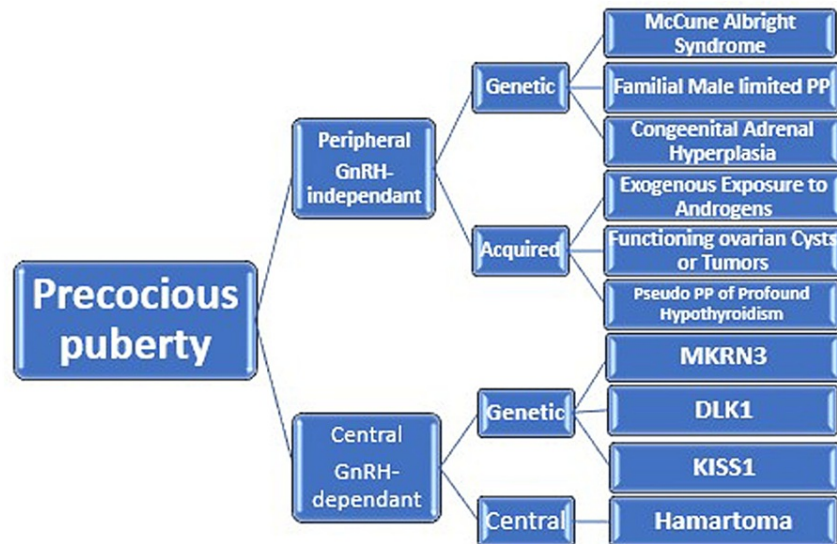 Precocious
puberty
Peripheral
GnRH-
independant
Genetic
McCune Albright
Syndrome
Familial Male limited PP
Congeenital Adrenal
Hyperplasia
Acquired
Exogenous Exposure to
Androgens
Functioning ovarian Cysts
or Tumors
Pseudo PP of Profound
Hypothyroidism
Central
GnRH-
dependant
Genetic
MKRN3
DLK1
KISS1
Central
Hamartoma